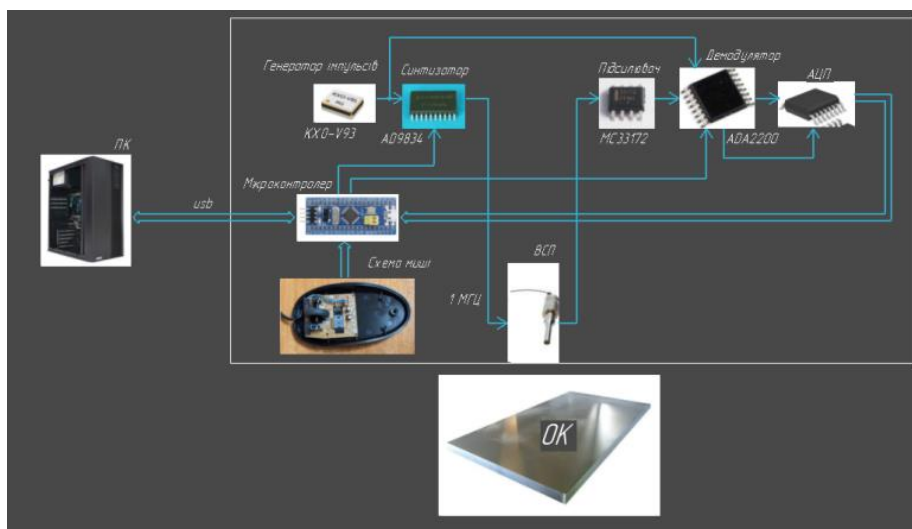 Генератор імпульсів
Синтизатор
Підсилювач
Демодулятор
АЦП
KXO-V93
AD9834
MC33172
ADA2200
ПК
Мкроконтролер
usb
Схема миші
ВСП
1 МГЦ
ОК